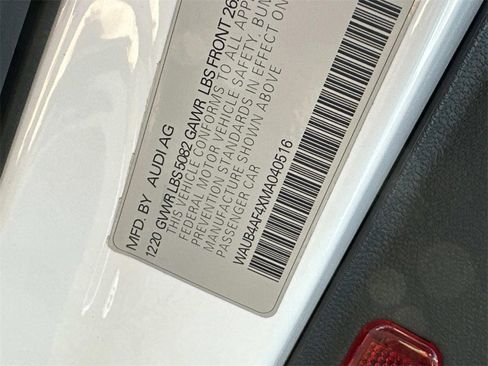 MFD. BY AUDI AG
1220 GVWR LBS 5082 GAWR LBS FRONT 26
THIS VEHICLE CONFORMS TO ALL APP
FEDERAL MOTOR VEHICLE SAFETY, BUM
PREVENTION STANDARDS IN EFFECT ON
MANUFACTURE SHOWN ABOVE
PASSENGER CAR
WAUB4AF4XMA040516